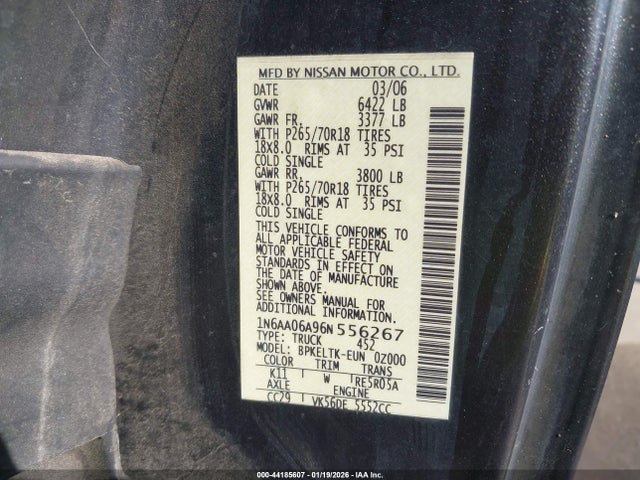 MFD BY NISSAN MOTOR CO., LTD.
DATE 03/06
GVWR 6422 LB
GAWR FR. 3377 LB
WITH P265/70R18 TIRES
18X8.0 RIMS AT 35 PSI
COLD SINGLE
GAWR RR. 3800 LB
WITH P265/70R18 TIRES
18X8.0 RIMS AT 35 PSI
COLD SINGLE
THIS VEHICLE CONFORMS TO
ALL APPLICABLE FEDERAL
MOTOR VEHICLE SAFETY
STANDARDS IN EFFECT ON
THE DATE OF MANUFACTURE
SHOWN ABOVE.
SEE OWNERS MANUAL FOR
ADDITIONAL INFORMATION.
1N6AA06A96N 556267
TYPE: TRUCK 452
MODEL: BPKELTK-EUN 0Z000
COLOR TRIM TRANS
K11 W RE5R05A
AXLE ENGINE
CC29 VK56DE 5552CC
000-44185607 - 01/19/2026 - IAA Inc.